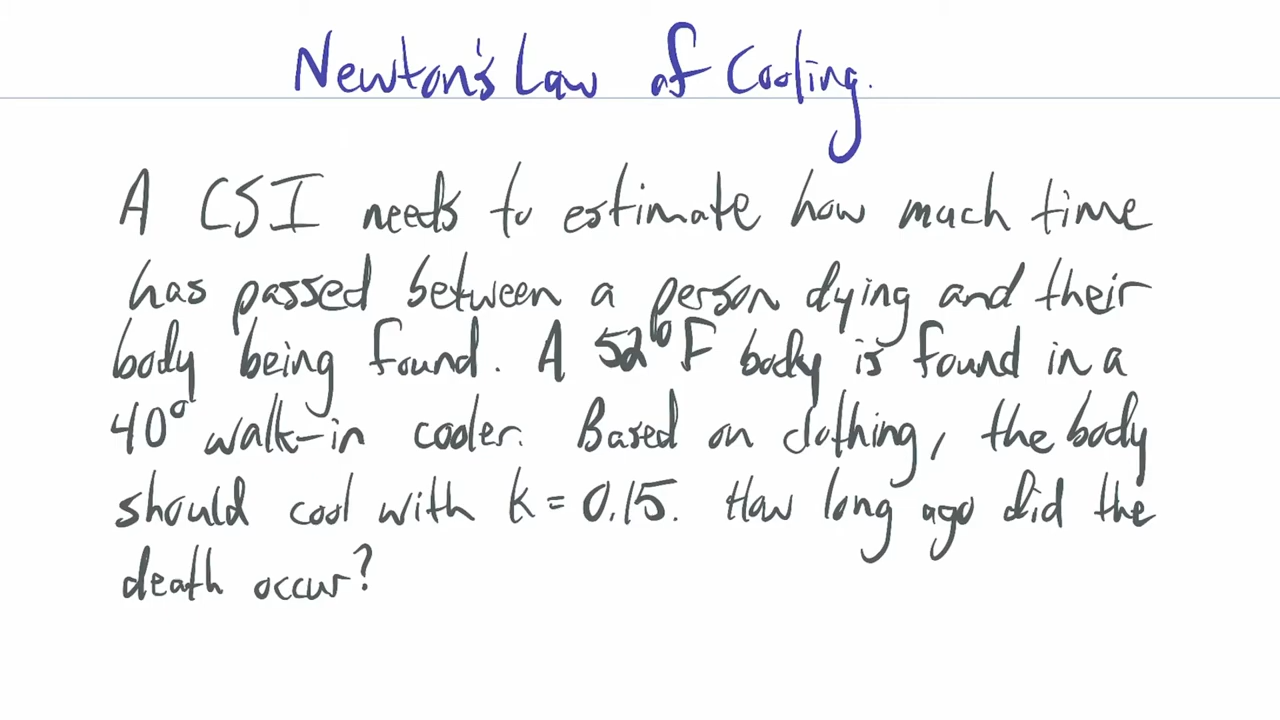 Newton's Law of Cooling.
A CSI needs to estimate how much time
has passed between a person dying and their
body being found. A 52° F body is found in a
40° walk-in cooler. Based on clothing, the body
should cool with k = 0.15. How long ago did the
death occur?